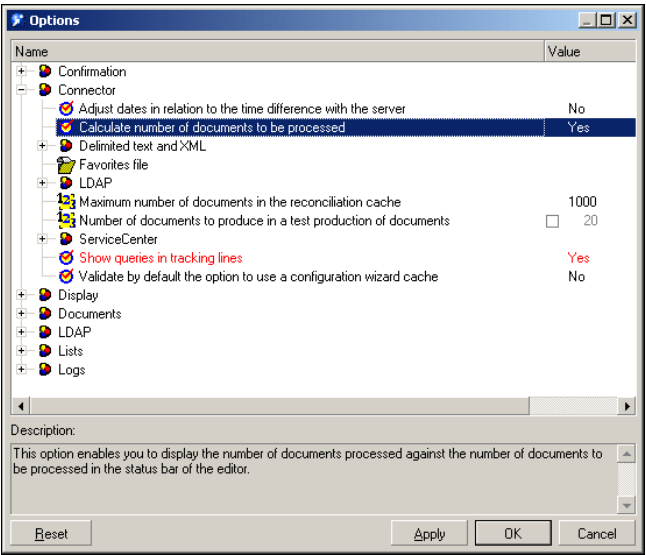 Options
Name Value
Confirmation
Connector
Adjust dates in relation to the time difference with the server No
Calculate number of documents to be processed Yes
Delimited text and XML
Favorites file
LDAP
Maximum number of documents in the reconciliation cache 1000
Number of documents to produce in a test production of documents 20
ServiceCenter
Show queries in tracking lines Yes
Validate by default the option to use a configuration wizard cache No
Display
Documents
LDAP
Lists
Logs
Description:
This option enables you to display the number of documents processed against the number of documents to
be processed in the status bar of the editor.
Reset Apply OK Cancel